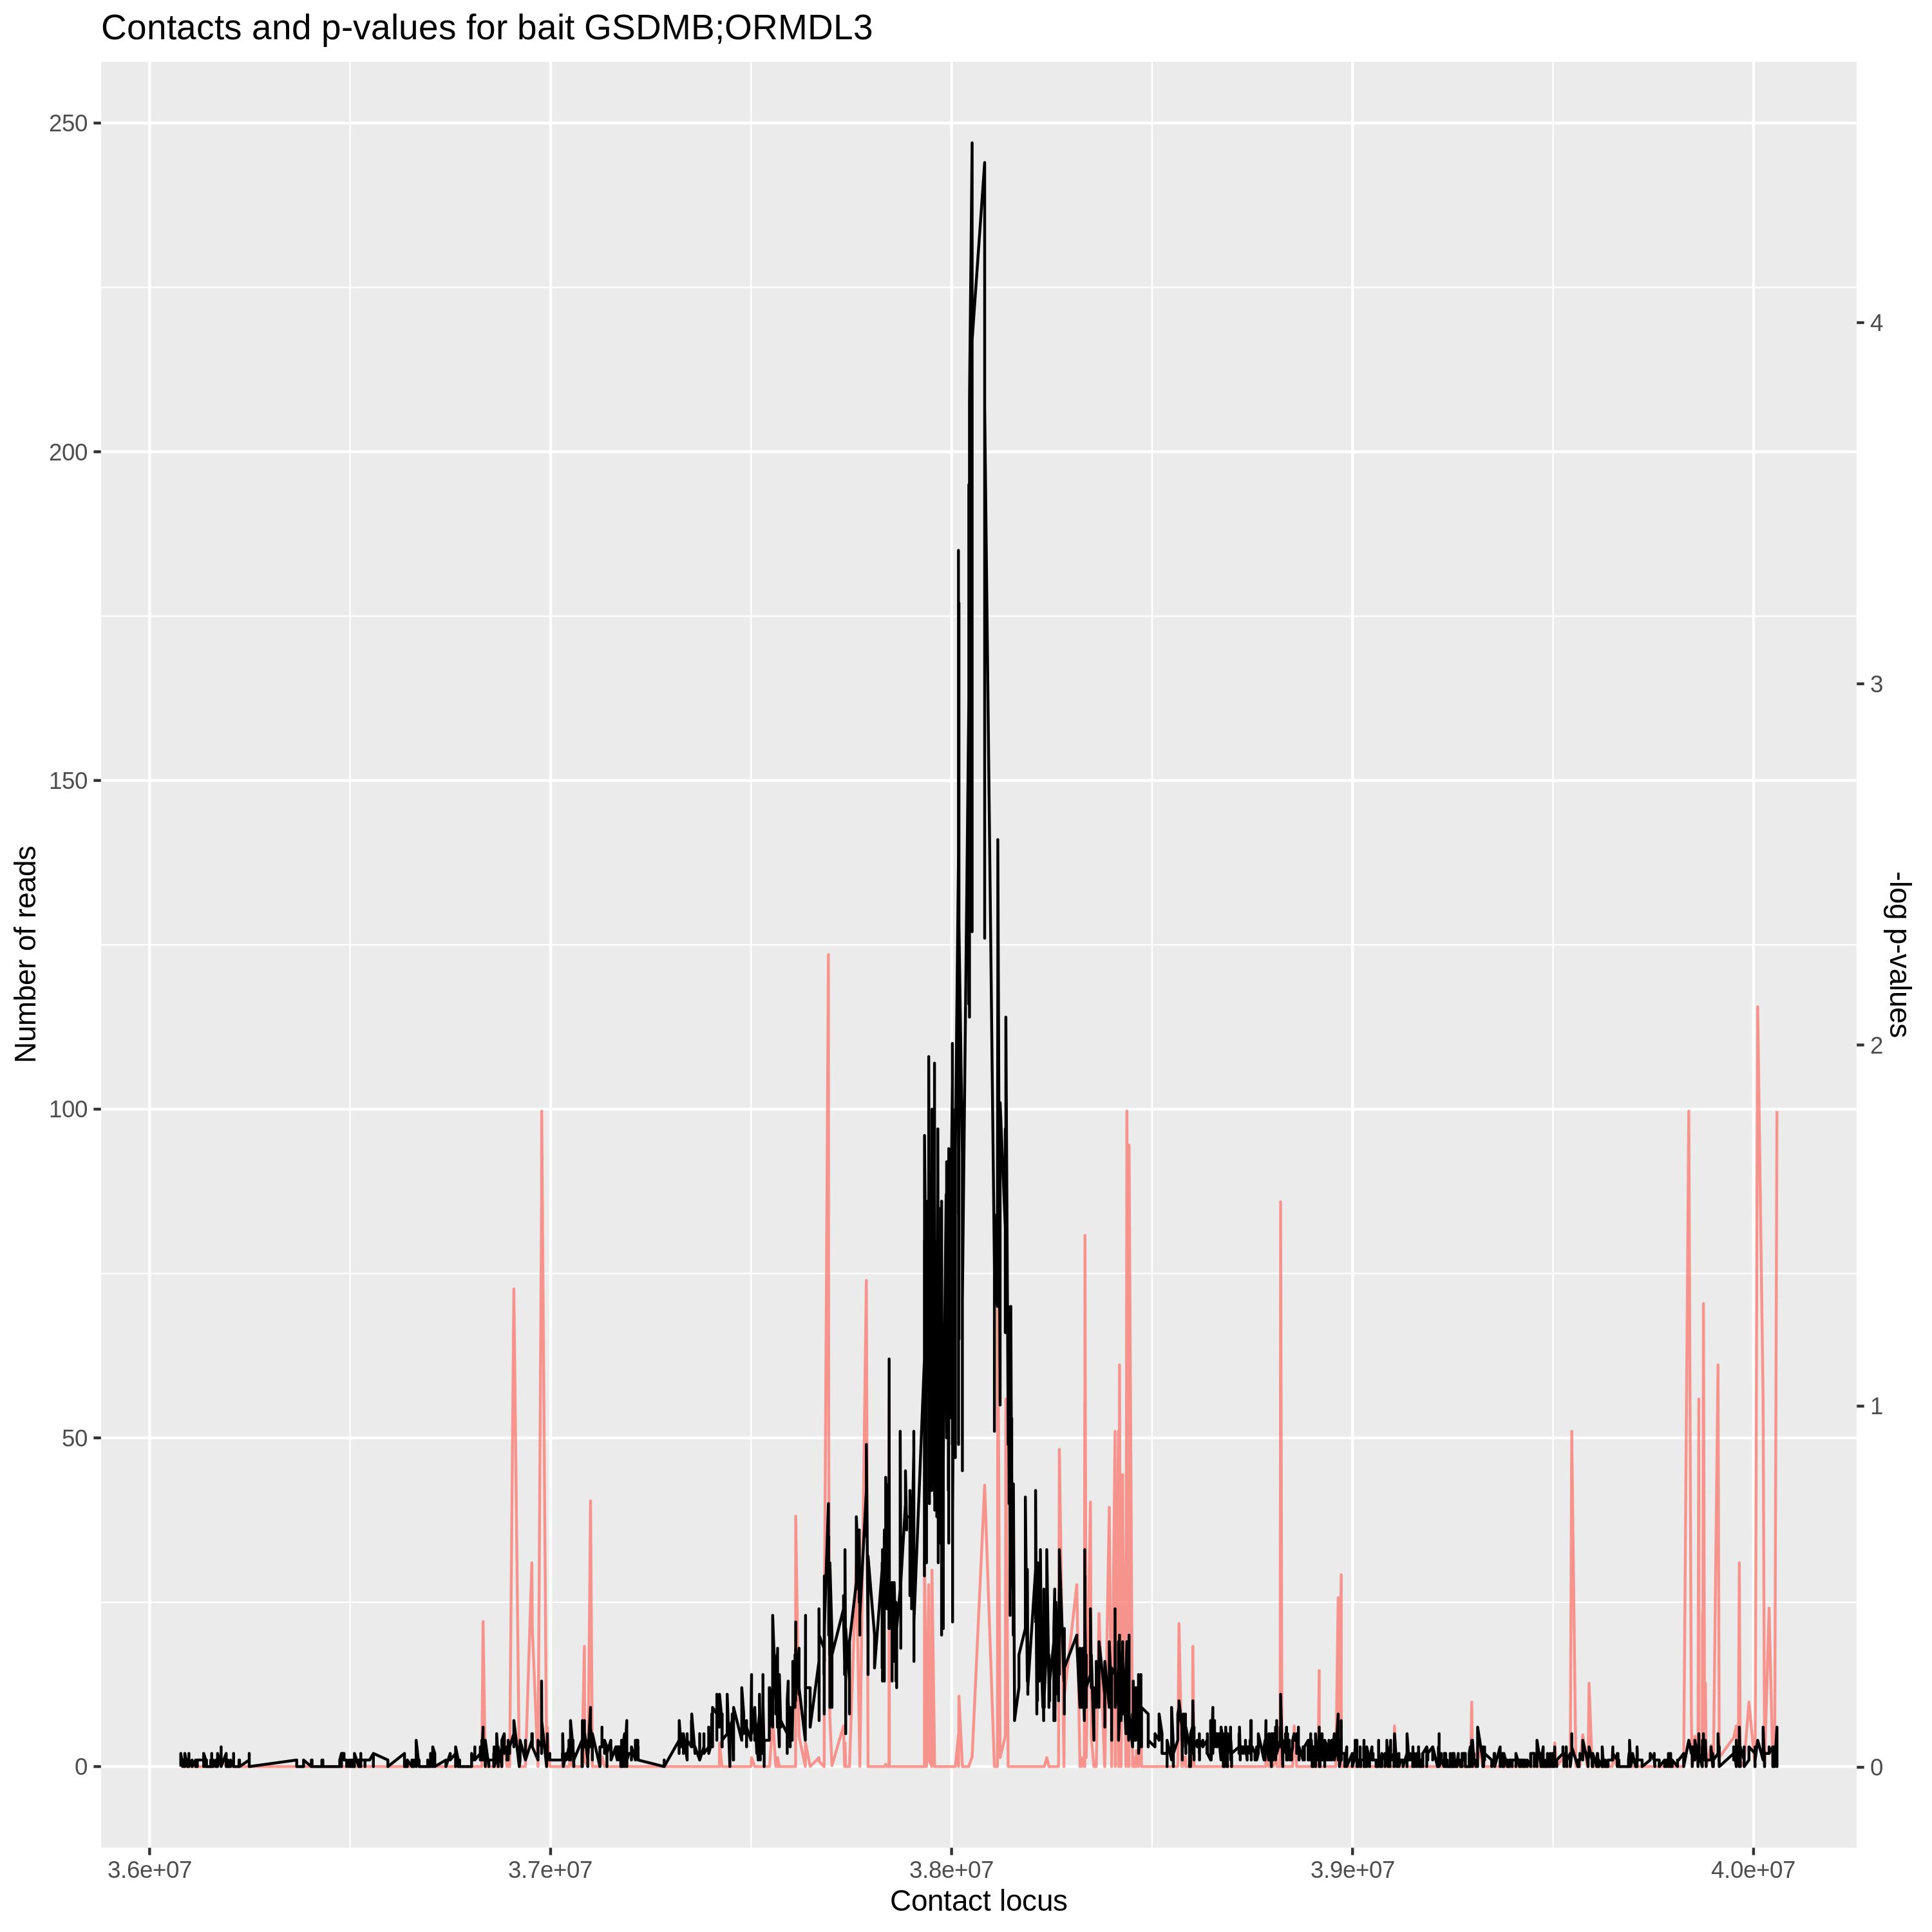 Contacts and p-values for bait GSDMB;ORMDL3
250
200
150
100
50
0
Number of reads
4
3
2
1
0
-log p-values
3.6e+07
3.7e+07
3.8e+07
3.9e+07
4.0e+07
Contact locus